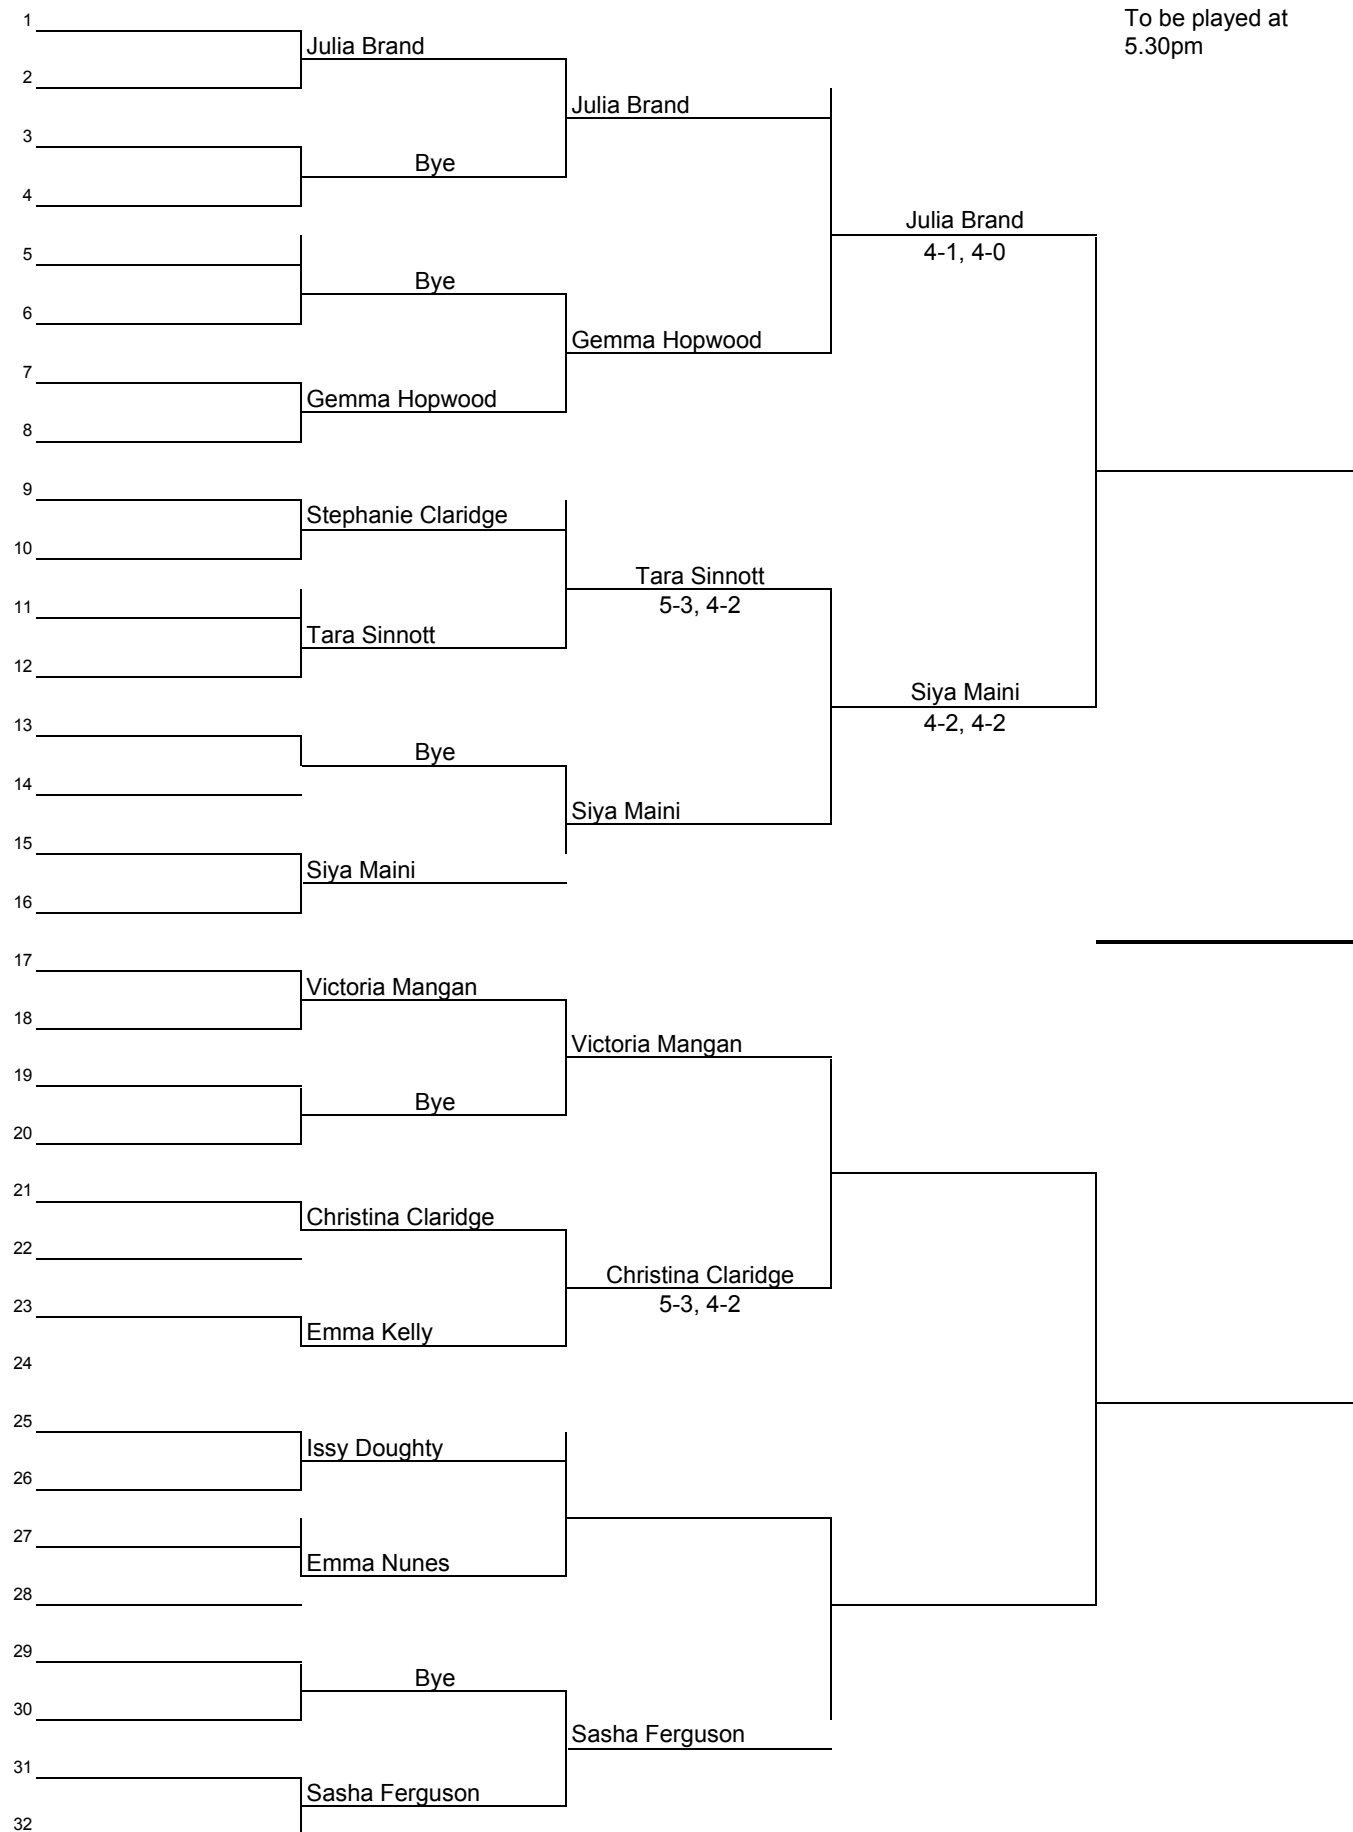 1
To be played at
5.30pm
Julia Brand
2
Julia Brand
3
Bye
4
Julia Brand
4-1, 4-0
5
Bye
6
Gemma Hopwood
7
Gemma Hopwood
8
9
Stephanie Claridge
10
Tara Sinnott
5-3, 4-2
11
Tara Sinnott
12
Siya Maini
4-2, 4-2
13
Bye
14
Siya Maini
15
Siya Maini
16
17
Victoria Mangan
18
Victoria Mangan
19
Bye
20
21
Christina Claridge
22
Christina Claridge
5-3, 4-2
23
Emma Kelly
24
25
Issy Doughty
26
27
Emma Nunes
28
29
Bye
30
Sasha Ferguson
31
Sasha Ferguson
32